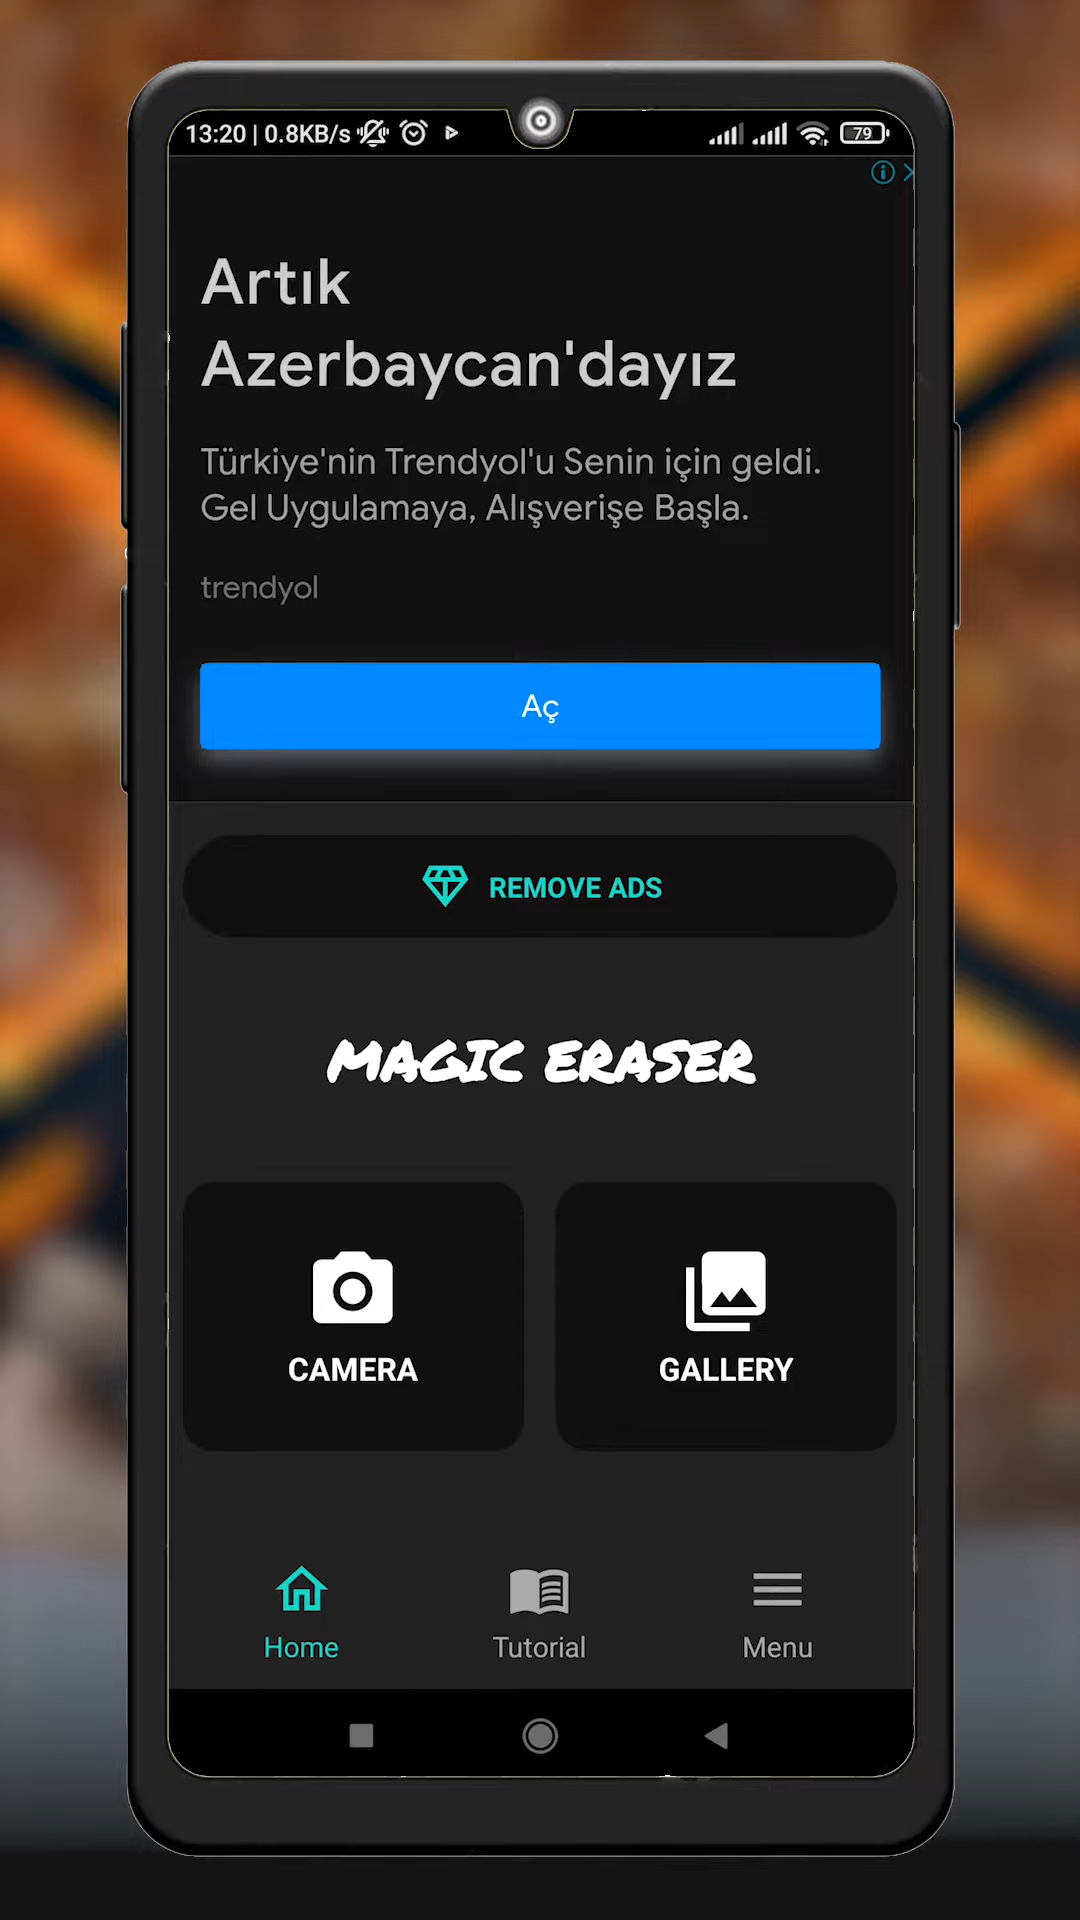 13:20 | 0.8KB/s
79
Artık
Azerbaycan'dayız
Türkiye'nin Trendyol'u Senin için geldi.
Gel Uygulamaya, Alışverişe Başla.
trendyol
Aç
REMOVE ADS
MAGIC ERASER
CAMERA GALLERY
Home Tutorial Menu